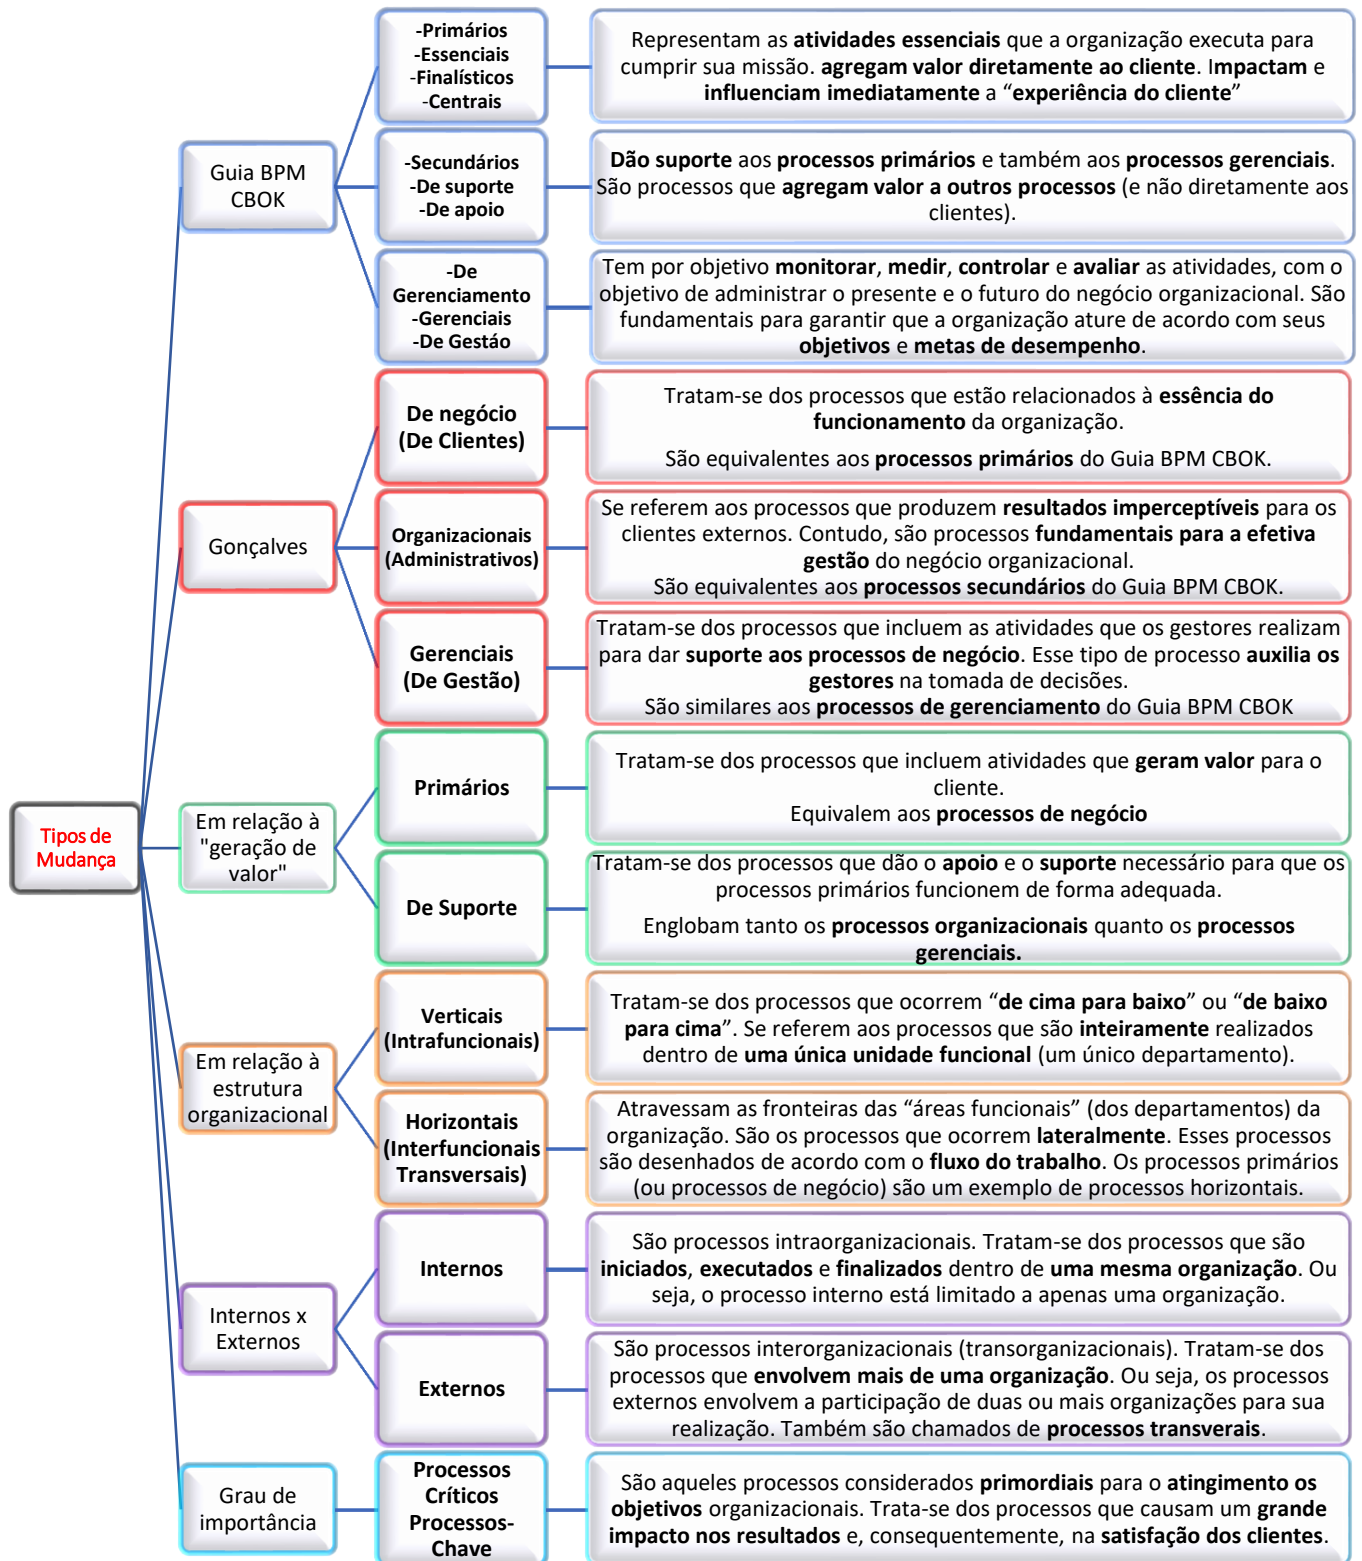 Tipos de
Mudança
Guia BPM
CBOK
-Primários
-Essenciais
-Finalísticos
-Centrais
Representam as atividades essenciais que a organização executa para
cumprir sua missão. agregam valor diretamente ao cliente. Impactam e
influenciam imediatamente a “experiência do cliente”
-Secundários
-De suporte
-De apoio
Dão suporte aos processos primários e também aos processos gerenciais.
São processos que agregam valor a outros processos (e não diretamente aos
clientes).
-De
Gerenciamento
-Gerenciais
-De Gestáo
Tem por objetivo monitorar, medir, controlar e avaliar as atividades, com o
objetivo de administrar o presente e o futuro do negócio organizacional. São
fundamentais para garantir que a organização ature de acordo com seus
objetivos e metas de desempenho.
Gonçalves
De negócio
(De Clientes)
Tratam-se dos processos que estão relacionados à essência do
funcionamento da organização.
São equivalentes aos processos primários do Guia BPM CBOK.
Organizacionais
(Administrativos)
Se referem aos processos que produzem resultados imperceptíveis para os
clientes externos. Contudo, são processos fundamentais para a efetiva
gestão do negócio organizacional.
São equivalentes aos processos secundários do Guia BPM CBOK.
Gerenciais
(De Gestão)
Tratam-se dos processos que incluem as atividades que os gestores realizam
para dar suporte aos processos de negócio. Esse tipo de processo auxilia os
gestores na tomada de decisões.
São similares aos processos de gerenciamento do Guia BPM CBOK
Em relação à
"geração de
valor"
Primários
Tratam-se dos processos que incluem atividades que geram valor para o
cliente.
Equivalem aos processos de negócio
De Suporte
Tratam-se dos processos que dão o apoio e o suporte necessário para que os
processos primários funcionem de forma adequada.
Englobam tanto os processos organizacionais quanto os processos
gerenciais.
Em relação à
estrutura
organizacional
Verticais
(Intrafuncionais)
Tratam-se dos processos que ocorrem “de cima para baixo” ou “de baixo
para cima”. Se referem aos processos que são inteiramente realizados
dentro de uma única unidade funcional (um único departamento).
Horizontais
(Interfuncionais
Transversais)
Atravessam as fronteiras das “áreas funcionais” (dos departamentos) da
organização. São os processos que ocorrem lateralmente. Esses processos
são desenhados de acordo com o fluxo do trabalho. Os processos primários
(ou processos de negócio) são um exemplo de processos horizontais.
Internos x
Externos
Internos
São processos intraorganizacionais. Tratam-se dos processos que são
iniciados, executados e finalizados dentro de uma mesma organização. Ou
seja, o processo interno está limitado a apenas uma organização.
Externos
São processos interorganizacionais (transorganizacionais). Tratam-se dos
processos que envolvem mais de uma organização. Ou seja, os processos
externos envolvem a participação de duas ou mais organizações para sua
realização. Também são chamados de processos transverais.
Grau de
importância
Processos
Críticos
Processos-
Chave
São aqueles processos considerados primordiais para o atingimento os
objetivos organizacionais. Trata-se dos processos que causam um grande
impacto nos resultados e, consequentemente, na satisfação dos clientes.